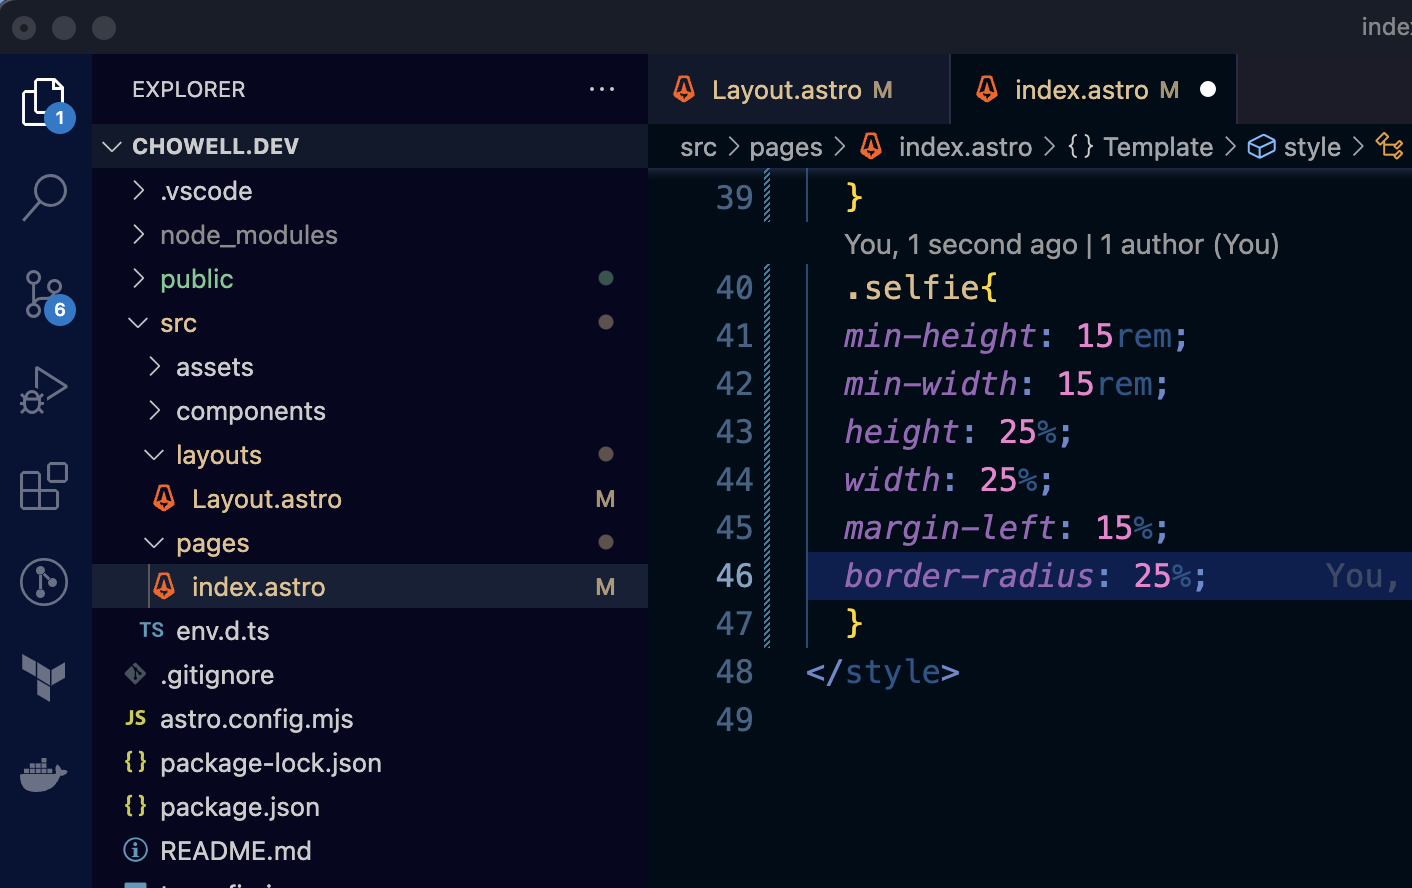 index
EXPLORER ...
Layout.astro M
index.astro M
1
CHOWELL.DEV
src > pages > index.astro > {} Template > style >
.vscode
node_modules
public
src
6
assets
components
layouts
Layout.astro M
pages
index.astro M
TS env.d.ts
.gitignore
JS astro.config.mjs
{} package-lock.json
{} package.json
README.md
39 }
You, 1 second ago | 1 author (You)
40 .selfie{
41 min-height: 15rem;
42 min-width: 15rem;
43 height: 25%;
44 width: 25%;
45 margin-left: 15%;
46 border-radius: 25%; You,
47 }
48 </style>
49